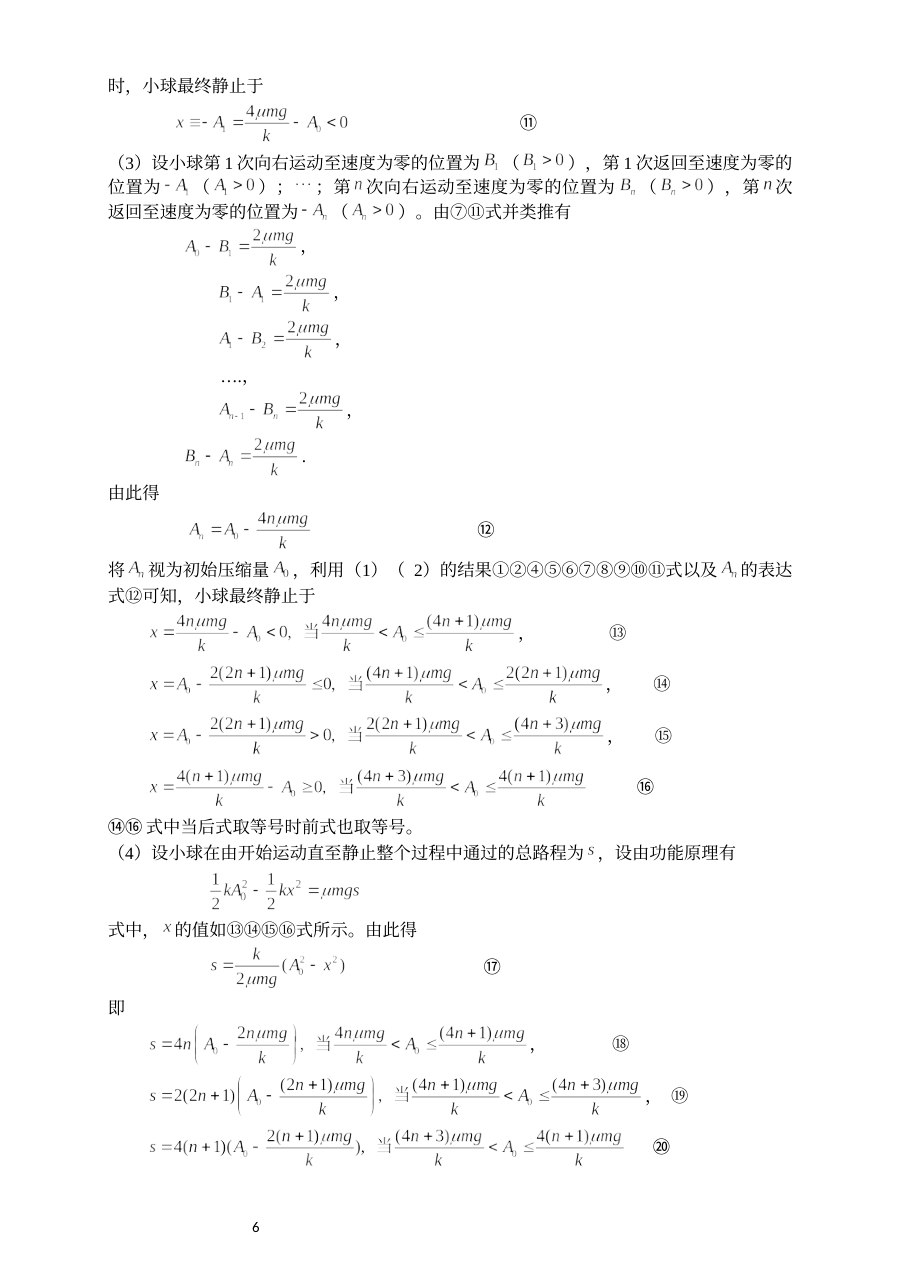 时，小球最终静止于
x ≡ - A₁ = 4μmg/k - A₀ < 0 ⑪
（3）设小球第 1 次向右运动至速度为零的位置为 B₁（B₁ > 0），第 1 次返回至速度为零的
位置为 - A₁（A₁ > 0）；⋯；第 n 次向右运动至速度为零的位置为 Bₙ（Bₙ > 0），第 n 次
返回至速度为零的位置为 - Aₙ（Aₙ > 0）。由⑦⑪式并类推有
A₀ - B₁ = 2μmg/k，
B₁ - A₁ = 2μmg/k，
A₁ - B₂ = 2μmg/k，
….，
Aₙ₋₁ - Bₙ = 2μmg/k，
Bₙ - Aₙ = 2μmg/k .
由此得
Aₙ = A₀ - 4nμmg/k ⑫
将 Aₙ 视为初始压缩量 A₀，利用（1）（ 2）的结果①②④⑤⑥⑦⑧⑨⑩⑪式以及 Aₙ 的表达
式⑫可知，小球最终静止于
x = 4nμmg/k - A₀ < 0, 当 4nμmg/k < A₀ ≤ (4n+1)μmg/k， ⑬
x = A₀ - 2(2n+1)μmg/k ≤ 0, 当 (4n+1)μmg/k < A₀ ≤ 2(2n+1)μmg/k， ⑭
x = A₀ - 2(2n+1)μmg/k > 0, 当 2(2n+1)μmg/k < A₀ ≤ (4n+3)μmg/k， ⑮
x = 4(n+1)μmg/k - A₀ ≥ 0, 当 (4n+3)μmg/k < A₀ ≤ 4(n+1)μmg/k ⑯
⑭⑯ 式中当后式取等号时前式也取等号。
（4）设小球在由开始运动直至静止整个过程中通过的总路程为 s，设由功能原理有
1/2 kA₀² - 1/2 kx² = μmgs
式中， x 的值如⑬⑭⑮⑯式所示。由此得
s = k/2μmg (A₀² - x²) ⑰
即
s = 4n(A₀ - 2nμmg/k), 当 4nμmg/k < A₀ ≤ (4n+1)μmg/k， ⑱
s = 2(2n+1)(A₀ - (2n+1)μmg/k), 当 (4n+1)μmg/k < A₀ ≤ (4n+3)μmg/k， ⑲
s = 4(n+1)(A₀ - 2(n+1)μmg/k), 当 (4n+3)μmg/k < A₀ ≤ 4(n+1)μmg/k ⑳
6